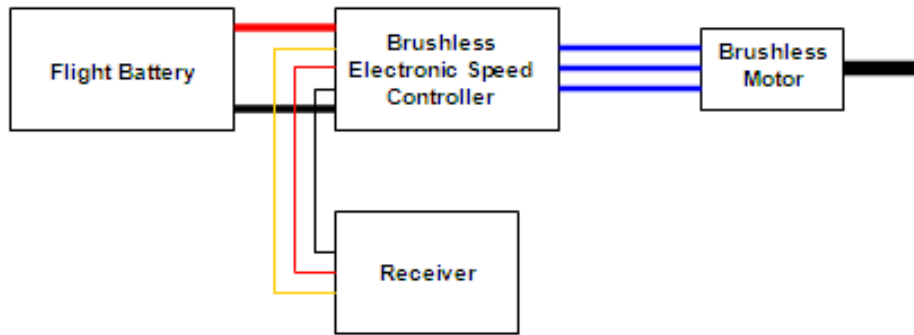 Flight Battery
Brushless
Electronic Speed
Controller
Brushless
Motor
Receiver